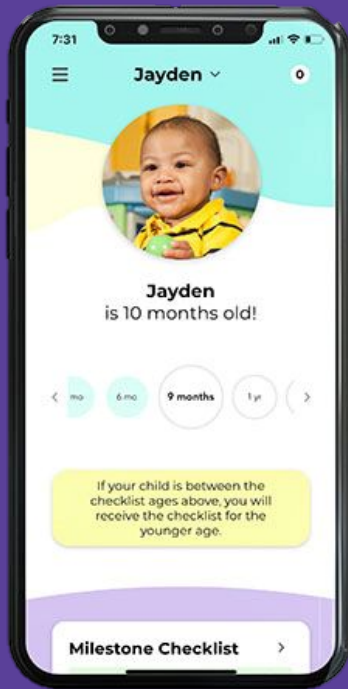 7:31
Jayden
0
Jayden
is 10 months old!
mo 6 mo 9 months 1 yr
If your child is between the
checklist ages above, you will
receive the checklist for the
younger age.
Milestone Checklist